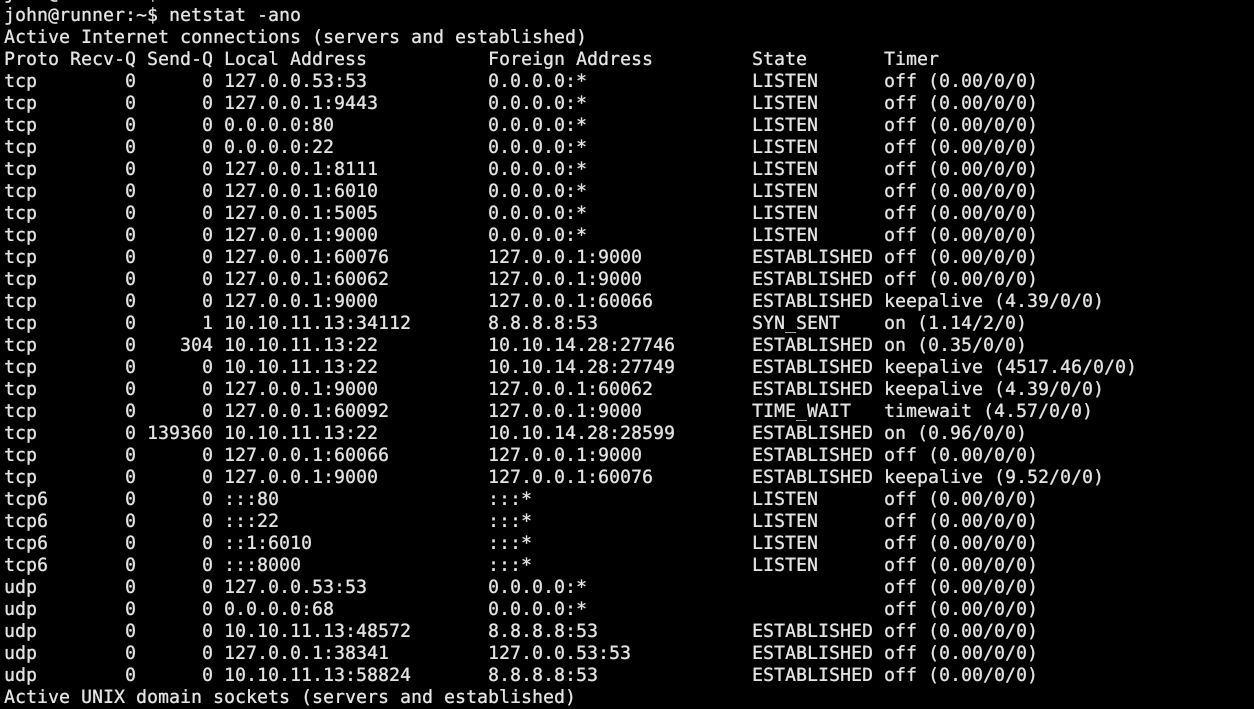 john@runner:~$ netstat -ano
Active Internet connections (servers and established)
Proto Recv-Q Send-Q Local Address           Foreign Address         State       Timer
tcp        0      0 127.0.0.53:53           0.0.0.0:*               LISTEN      off (0.00/0/0)
tcp        0      0 127.0.0.1:9443          0.0.0.0:*               LISTEN      off (0.00/0/0)
tcp        0      0 0.0.0.0:80              0.0.0.0:*               LISTEN      off (0.00/0/0)
tcp        0      0 0.0.0.0:22              0.0.0.0:*               LISTEN      off (0.00/0/0)
tcp        0      0 127.0.0.1:8111          0.0.0.0:*               LISTEN      off (0.00/0/0)
tcp        0      0 127.0.0.1:6010          0.0.0.0:*               LISTEN      off (0.00/0/0)
tcp        0      0 127.0.0.1:5005          0.0.0.0:*               LISTEN      off (0.00/0/0)
tcp        0      0 127.0.0.1:9000          0.0.0.0:*               LISTEN      off (0.00/0/0)
tcp        0      0 127.0.0.1:60076         127.0.0.1:9000          ESTABLISHED off (0.00/0/0)
tcp        0      0 127.0.0.1:60062         127.0.0.1:9000          ESTABLISHED off (0.00/0/0)
tcp        0      0 127.0.0.1:9000          127.0.0.1:60066         ESTABLISHED keepalive (4.39/0/0)
tcp        0      1 10.10.11.13:34112       8.8.8.8:53              SYN_SENT    on (1.14/2/0)
tcp        0    304 10.10.11.13:22          10.10.14.28:27746       ESTABLISHED on (0.35/0/0)
tcp        0      0 10.10.11.13:22          10.10.14.28:27749       ESTABLISHED keepalive (4517.46/0/0)
tcp        0      0 127.0.0.1:9000          127.0.0.1:60062         ESTABLISHED keepalive (4.39/0/0)
tcp        0      0 127.0.0.1:60092         127.0.0.1:9000          TIME_WAIT   timewait (4.57/0/0)
tcp        0 139360 10.10.11.13:22          10.10.14.28:28599       ESTABLISHED on (0.96/0/0)
tcp        0      0 127.0.0.1:60066         127.0.0.1:9000          ESTABLISHED off (0.00/0/0)
tcp        0      0 127.0.0.1:9000          127.0.0.1:60076         ESTABLISHED keepalive (9.52/0/0)
tcp6       0      0 :::80                   :::*                    LISTEN      off (0.00/0/0)
tcp6       0      0 :::22                   :::*                    LISTEN      off (0.00/0/0)
tcp6       0      0 ::1:6010                :::*                    LISTEN      off (0.00/0/0)
tcp6       0      0 :::8000                 :::*                    LISTEN      off (0.00/0/0)
udp        0      0 127.0.0.53:53           0.0.0.0:*                           off (0.00/0/0)
udp        0      0 0.0.0.0:68              0.0.0.0:*                           off (0.00/0/0)
udp        0      0 10.10.11.13:48572       8.8.8.8:53              ESTABLISHED off (0.00/0/0)
udp        0      0 127.0.0.1:38341         127.0.0.53:53           ESTABLISHED off (0.00/0/0)
udp        0      0 10.10.11.13:58824       8.8.8.8:53              ESTABLISHED off (0.00/0/0)
Active UNIX domain sockets (servers and established)